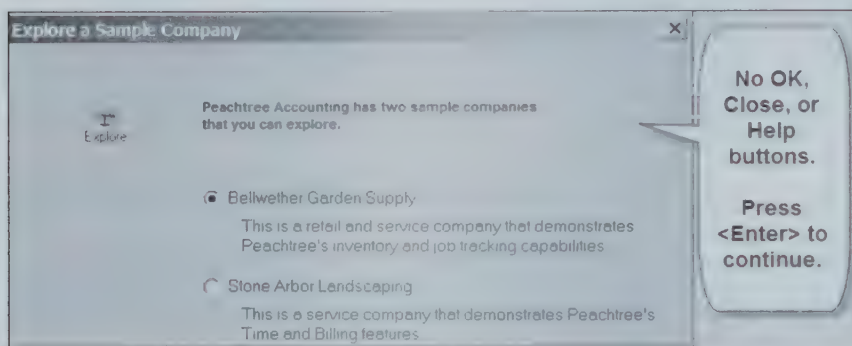 Explore a Sample Company
Explore
Peachtree Accounting has two sample companies
that you can explore.
Bellwether Garden Supply
This is a retail and service company that demonstrates
Peachtree's inventory and job tracking capabilities
Stone Arbor Landscaping
This is a service company that demonstrates Peachtree's
Time and Billing features
No OK,
Close, or
Help
buttons.
Press
<Enter> to
continue.